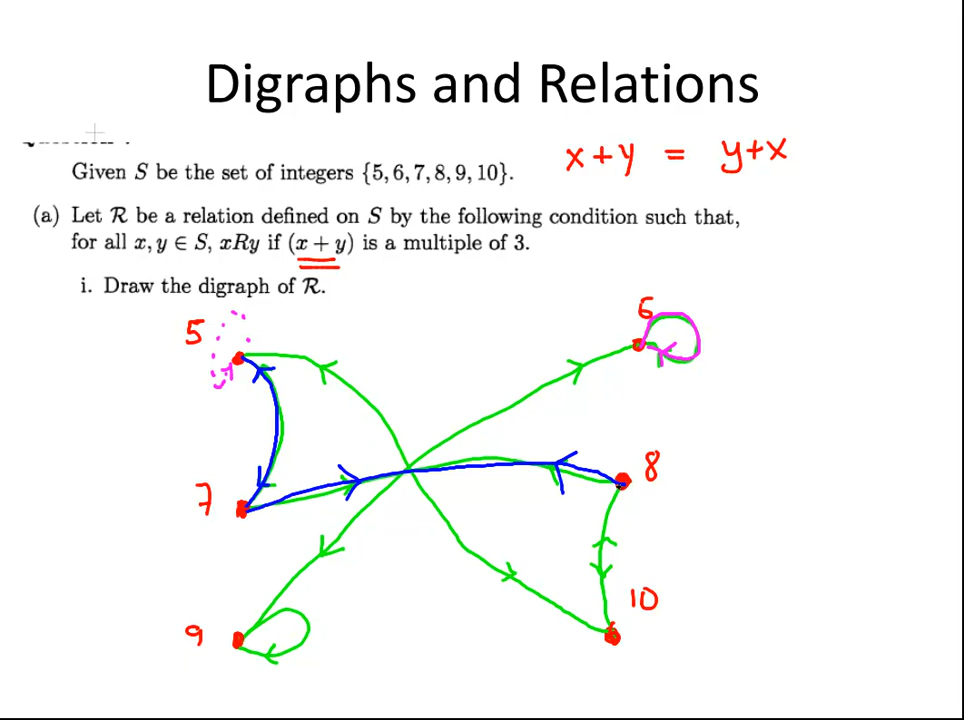 Digraphs and Relations
x+y = y+x
Given S be the set of integers {5, 6, 7, 8, 9, 10}.
(a) Let ℛ be a relation defined on S by the following condition such that,
for all x, y ∈ S, xRy if (x + y) is a multiple of 3.
i. Draw the digraph of ℛ.
5
6
8
7
10
9